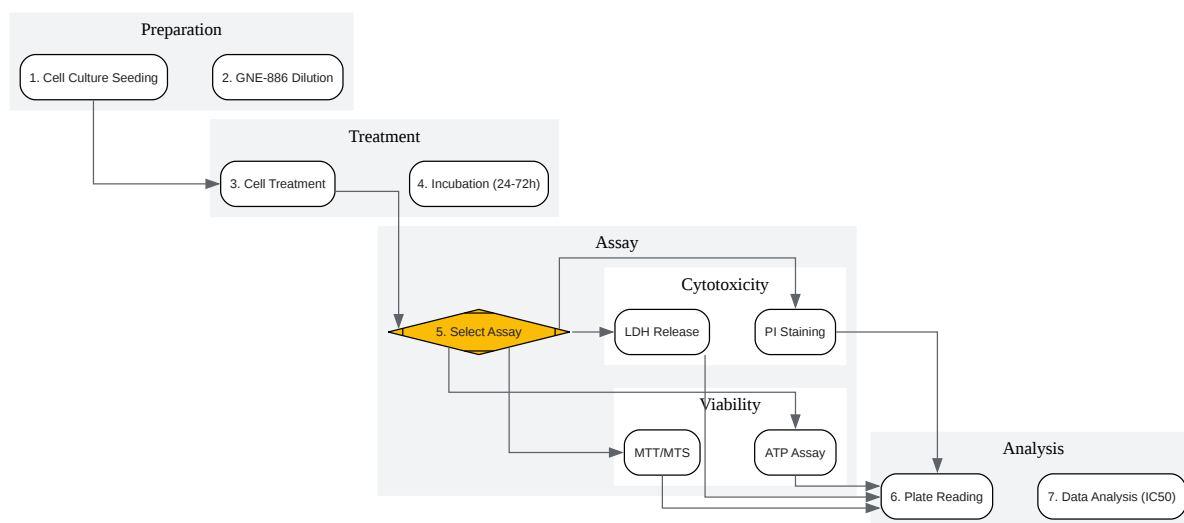 Preparation
1. Cell Culture Seeding
2. GNE-886 Dilution
Treatment
3. Cell Treatment
4. Incubation (24-72h)
Assay
Cytotoxicity
5. Select Assay
LDH Release
PI Staining
Viability
MTT/MTS
ATP Assay
Analysis
6. Plate Reading
7. Data Analysis (IC50)